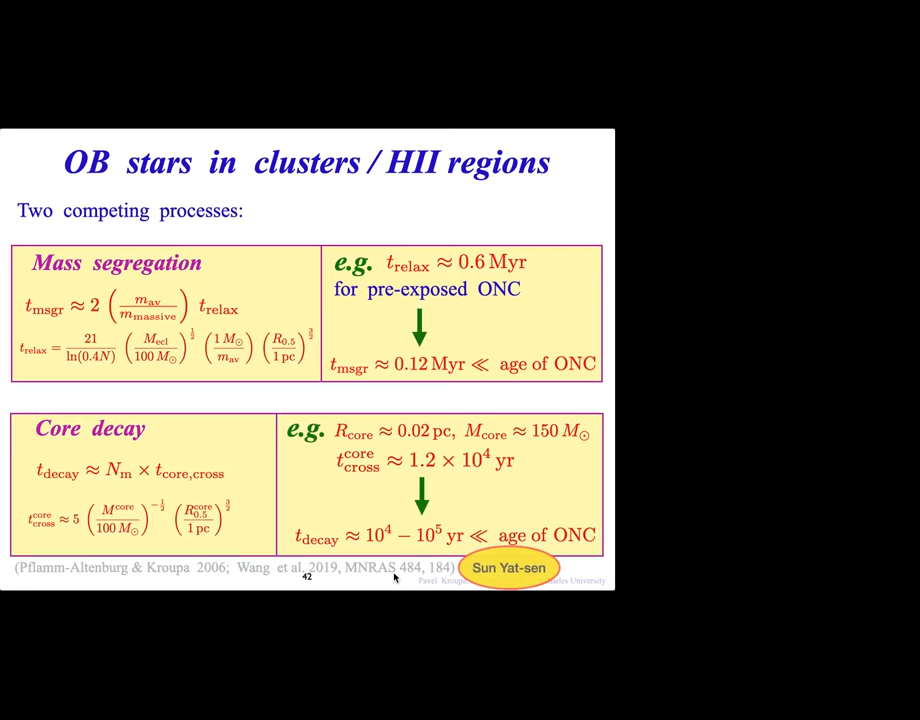 OB stars in clusters / HII regions
Two competing processes:
Mass segregation
t_msgr ≈ 2 (m_av / m_massive) t_relax
t_relax = 21 / ln(0.4N) (M_ecl / 100 M⊙)^{1/2} (1 M⊙ / m_av) (R_0.5 / 1 pc)^{3/2}
e.g. t_relax ≈ 0.6 Myr
for pre-exposed ONC
t_msgr ≈ 0.12 Myr ≪ age of ONC
Core decay
t_decay ≈ N_m × t_core,cross
t_cross^core ≈ 5 (M^core / 100 M⊙)^{-1/2} (R_0.5^core / 1 pc)^{3/2}
e.g. R_core ≈ 0.02 pc, M_core ≈ 150 M⊙
t_cross^core ≈ 1.2 × 10^4 yr
t_decay ≈ 10^4 − 10^5 yr ≪ age of ONC
(Pflamm-Altenburg & Kroupa 2006; Wang et al. 2019, MNRAS 484, 184)
Sun Yat-sen
42
Pavel Kroupa
University